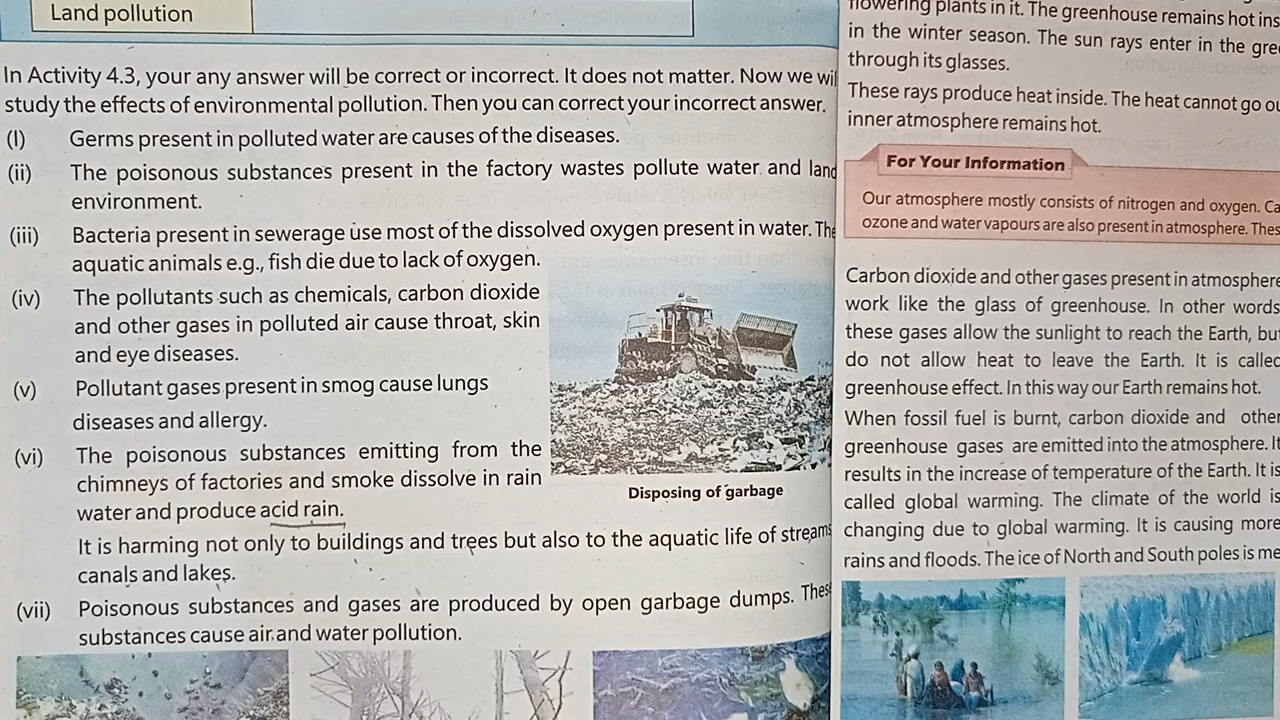 Land pollution
In Activity 4.3, your any answer will be correct or incorrect. It does not matter. Now we will
study the effects of environmental pollution. Then you can correct your incorrect answer.
(I) Germs present in polluted water are causes of the diseases.
(ii) The poisonous substances present in the factory wastes pollute water and land
environment.
(iii) Bacteria present in sewerage use most of the dissolved oxygen present in water. The
aquatic animals e.g., fish die due to lack of oxygen.
(iv) The pollutants such as chemicals, carbon dioxide
and other gases in polluted air cause throat, skin
and eye diseases.
(v) Pollutant gases present in smog cause lungs
diseases and allergy.
(vi) The poisonous substances emitting from the
chimneys of factories and smoke dissolve in rain
water and produce acid rain.
It is harming not only to buildings and trees but also to the aquatic life of streams
canals and lakes.
(vii) Poisonous substances and gases are produced by open garbage dumps. These
substances cause air and water pollution.
Disposing of garbage
flowering plants in it. The greenhouse remains hot
in the winter season. The sun rays enter in the
through its glasses.
These rays produce heat inside. The heat cannot go
inner atmosphere remains hot.
For Your Information
Our atmosphere mostly consists of nitrogen and oxygen.
ozone and water vapours are also present in atmosphere.
Carbon dioxide and other gases present in atmosphere
work like the glass of greenhouse. In other words
these gases allow the sunlight to reach the Earth, but
do not allow heat to leave the Earth. It is called
greenhouse effect. In this way our Earth remains hot.
When fossil fuel is burnt, carbon dioxide and other
greenhouse gases are emitted into the atmosphere. It
results in the increase of temperature of the Earth. It is
called global warming. The climate of the world is
changing due to global warming. It is causing more
rains and floods. The ice of North and South poles is